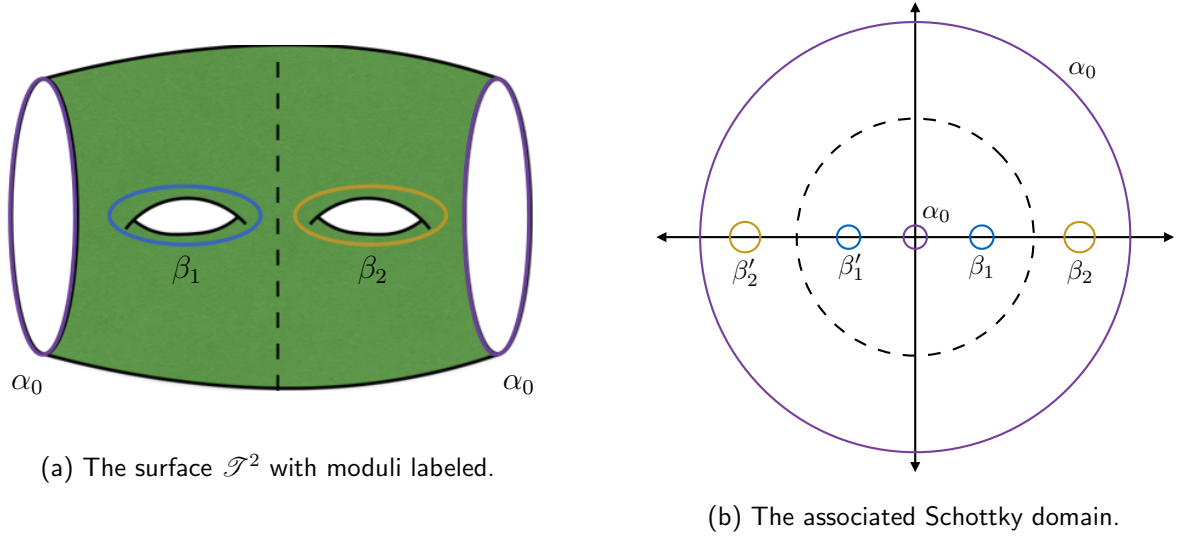 β₁
β₂
α₀
α₀
(a) The surface 𝒯² with moduli labeled.
α₀
α₀
β₂′
β₁′
β₁
β₂
(b) The associated Schottky domain.